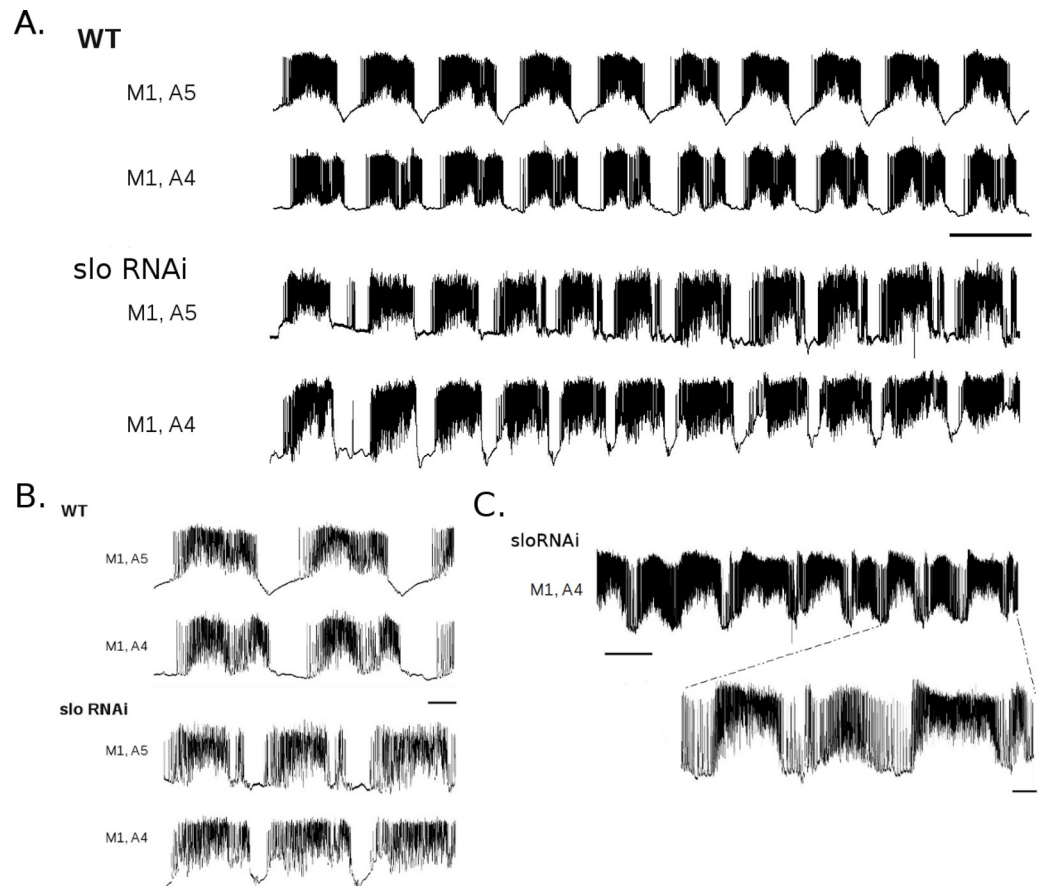 A.
WT
M1, A5
M1, A4
slo RNAi
M1, A5
M1, A4
B.
WT
M1, A5
M1, A4
slo RNAi
M1, A5
M1, A4
C.
sloRNAi
M1, A4